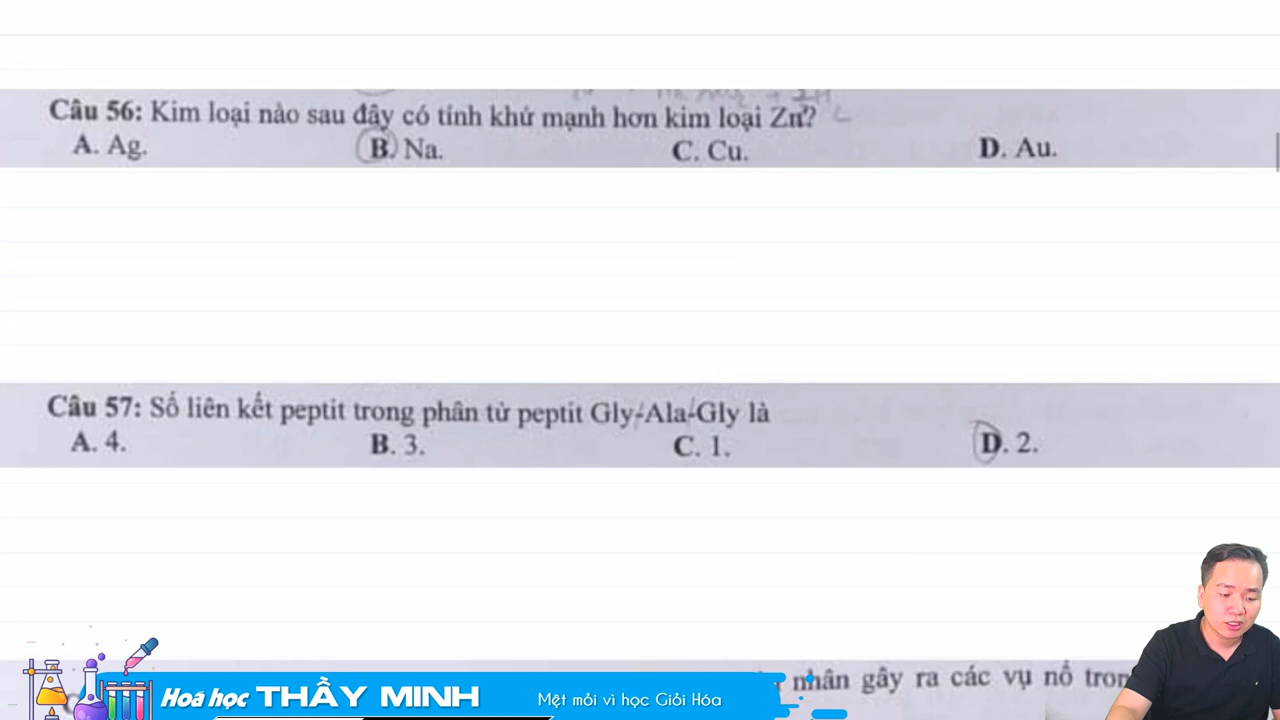 Câu 56: Kim loại nào sau đây có tính khử mạnh hơn kim loại Zn?
A. Ag. B. Na. C. Cu. D. Au.
Câu 57: Số liên kết peptit trong phân tử peptit Gly-Ala-Gly là
A. 4. B. 3. C. 1. D. 2.
nhân gây ra các vụ nổ
Hoá học THẦY MINH
Mệt mỏi vì học Giỏi Hóa